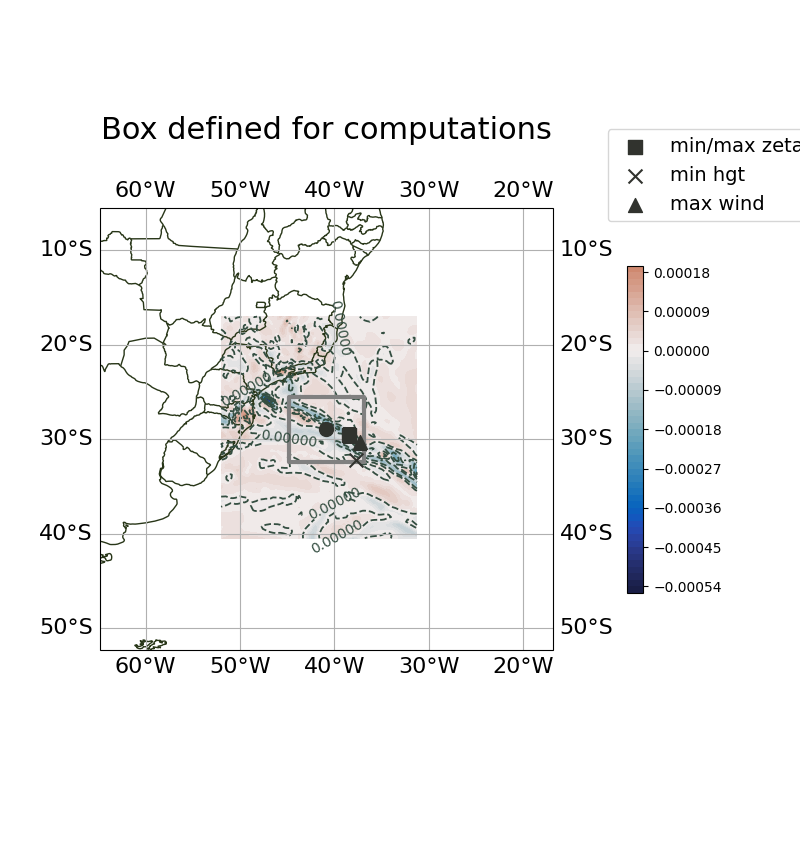 Box defined for computations
min/max zeta
min hgt
max wind
60°W 50°W 40°W 30°W 20°W
10°S 10°S
20°S 20°S
30°S 30°S
40°S 40°S
50°S 50°S
60°W 50°W 40°W 30°W 20°W
0.00000
0.00000
0.00000
0.00000
0.00000
0.00018
0.00009
0.00000
−0.00009
−0.00018
−0.00027
−0.00036
−0.00045
−0.00054